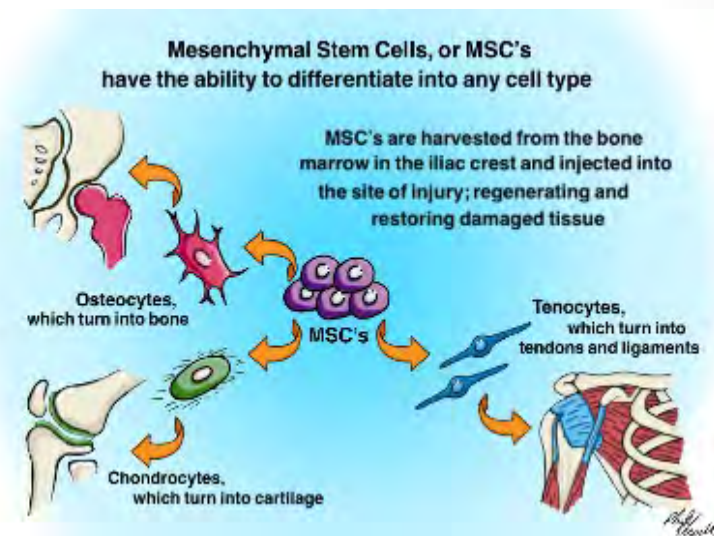 Mesenchymal Stem Cells, or MSC's
have the ability to differentiate into any cell type
MSC's are harvested from the bone
marrow in the iliac crest and injected into
the site of injury; regenerating and
restoring damaged tissue
Osteocytes,
which turn into bone
MSC's
Tenocytes,
which turn into
tendons and ligaments
Chondrocytes,
which turn into cartilage